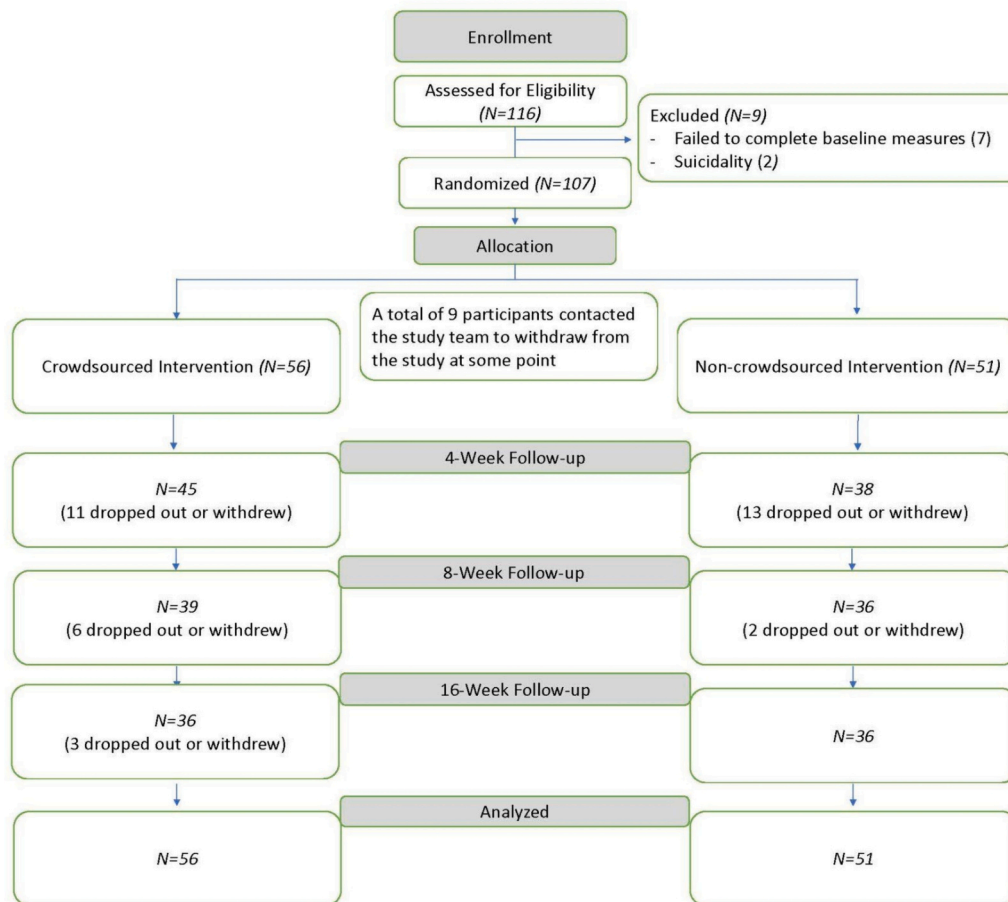 Enrollment
Assessed for Eligibility
(N=116)
Excluded (N=9)
- Failed to complete baseline measures (7)
- Suicidality (2)
Randomized (N=107)
Allocation
A total of 9 participants contacted
the study team to withdraw from
the study at some point
Crowdsourced Intervention (N=56)
Non-crowdsourced Intervention (N=51)
4-Week Follow-up
N=45
(11 dropped out or withdrew)
N=38
(13 dropped out or withdrew)
8-Week Follow-up
N=39
(6 dropped out or withdrew)
N=36
(2 dropped out or withdrew)
16-Week Follow-up
N=36
(3 dropped out or withdrew)
N=36
Analyzed
N=56
N=51